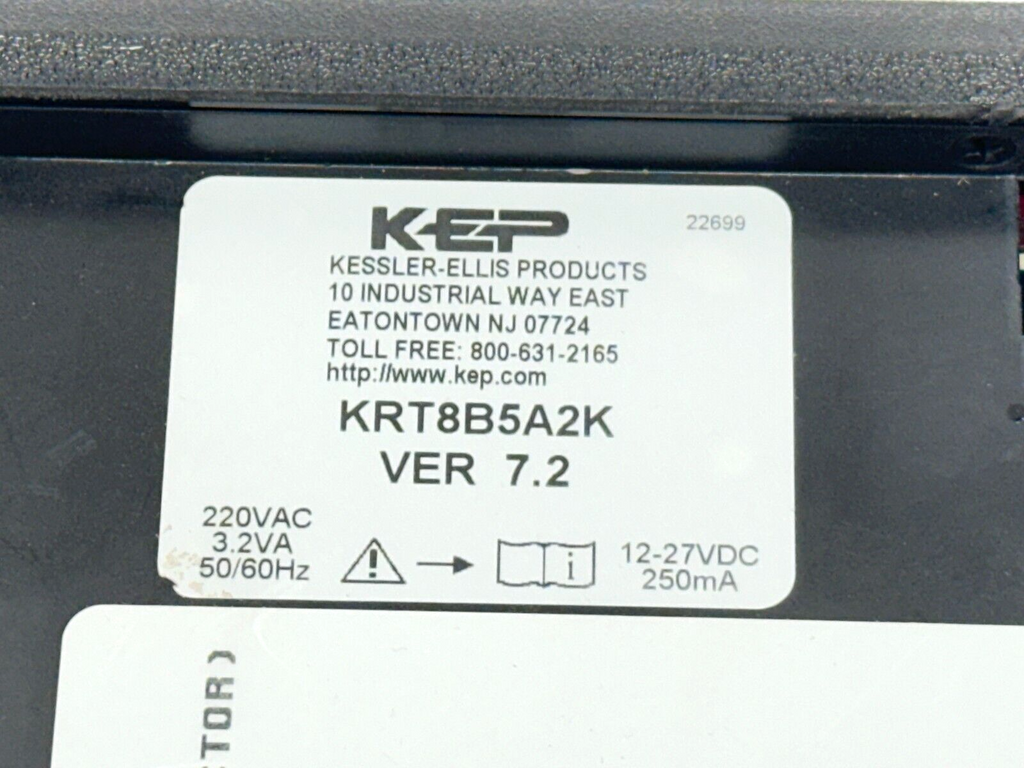 KEP
22699
KESSLER-ELLIS PRODUCTS
10 INDUSTRIAL WAY EAST
EATONTOWN NJ 07724
TOLL FREE: 800-631-2165
http://www.kep.com
KRT8B5A2K
VER 7.2
220VAC
3.2VA
50/60Hz
i
12-27VDC
250mA